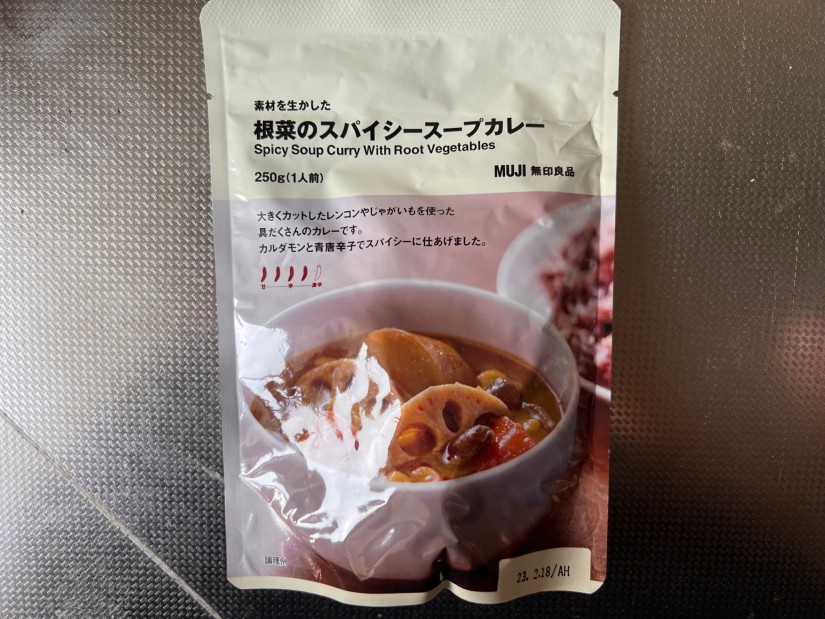 素材を生かした
根菜のスパイシースープカレー
Spicy Soup Curry With Root Vegetables
250g(1人前)
MUJI 無印良品
大きくカットしたレンコンやじゃがいもを使った
具だくさんのカレーです。
カルダモンと青唐辛子でスパイシーに仕あげました。
甘 辛 激辛
調理例
23. 2.18/AH